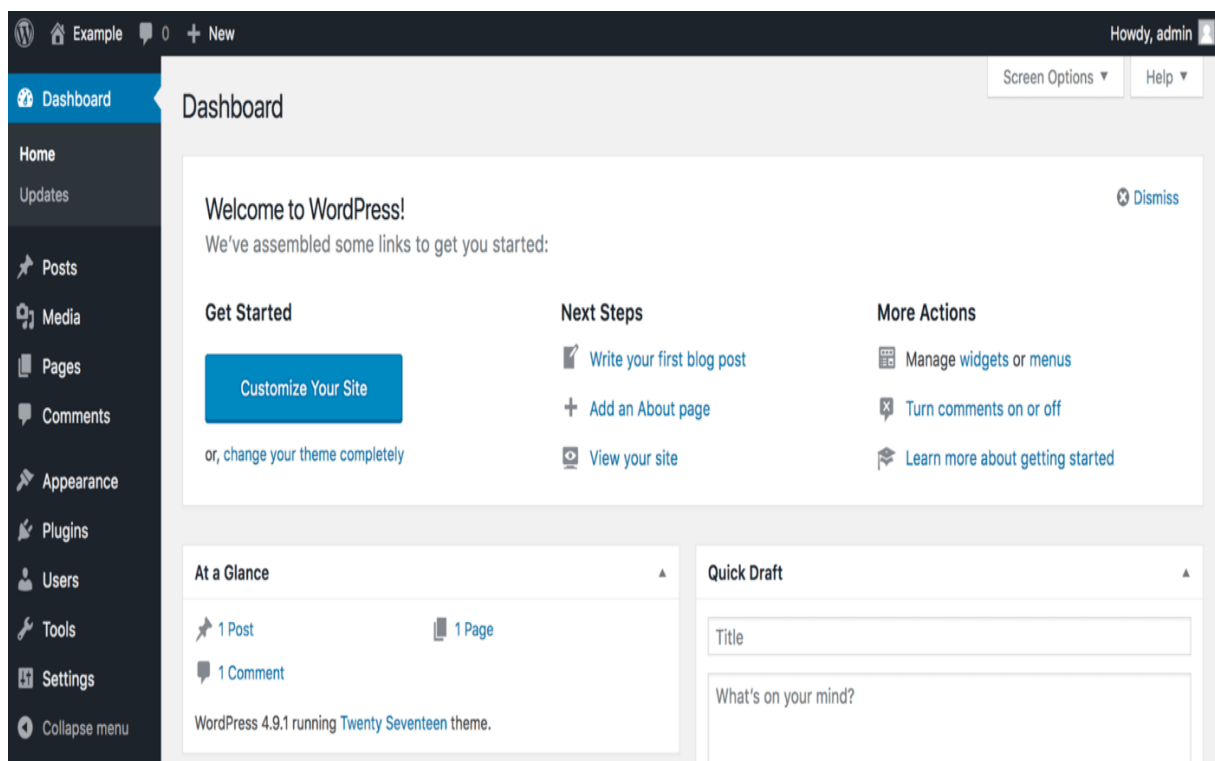 Example 0 New Howdy, admin
Screen Options Help
Dashboard
Home
Updates
Posts
Media
Pages
Comments
Appearance
Plugins
Users
Tools
Settings
Collapse menu
Dashboard
Welcome to WordPress!
Dismiss
We've assembled some links to get you started:
Get Started
Customize Your Site
or, change your theme completely
Next Steps
Write your first blog post
Add an About page
View your site
More Actions
Manage widgets or menus
Turn comments on or off
Learn more about getting started
At a Glance
1 Post
1 Page
1 Comment
WordPress 4.9.1 running Twenty Seventeen theme.
Quick Draft
Title
What's on your mind?